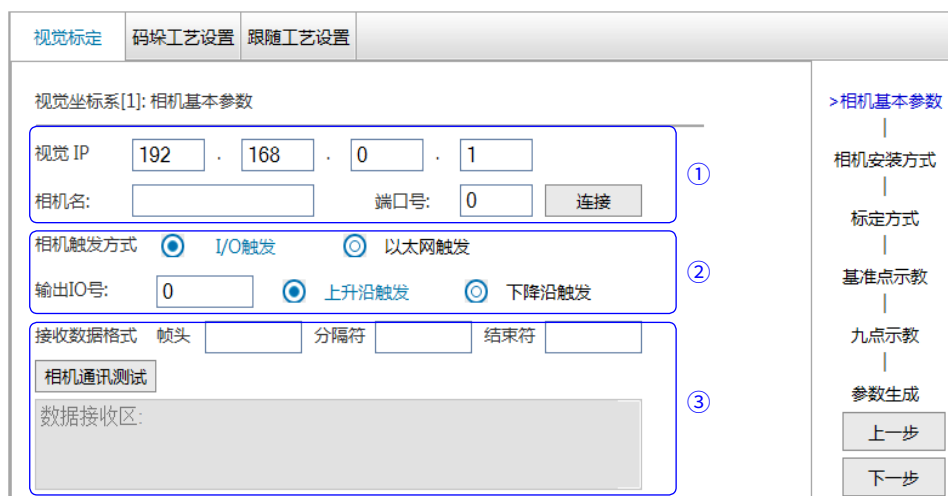 视觉标定 码垛工艺设置 跟随工艺设置
视觉坐标系[1]: 相机基本参数
视觉 IP 192 . 168 . 0 . 1
相机名: 端口号: 0 连接
①
相机触发方式 I/O触发 以太网触发
输出IO号: 0 上升沿触发 下降沿触发
②
接收数据格式 帧头 分隔符 结束符
相机通讯测试
数据接收区:
③
>相机基本参数
相机安装方式
标定方式
基准点示教
九点示教
参数生成
上一步
下一步